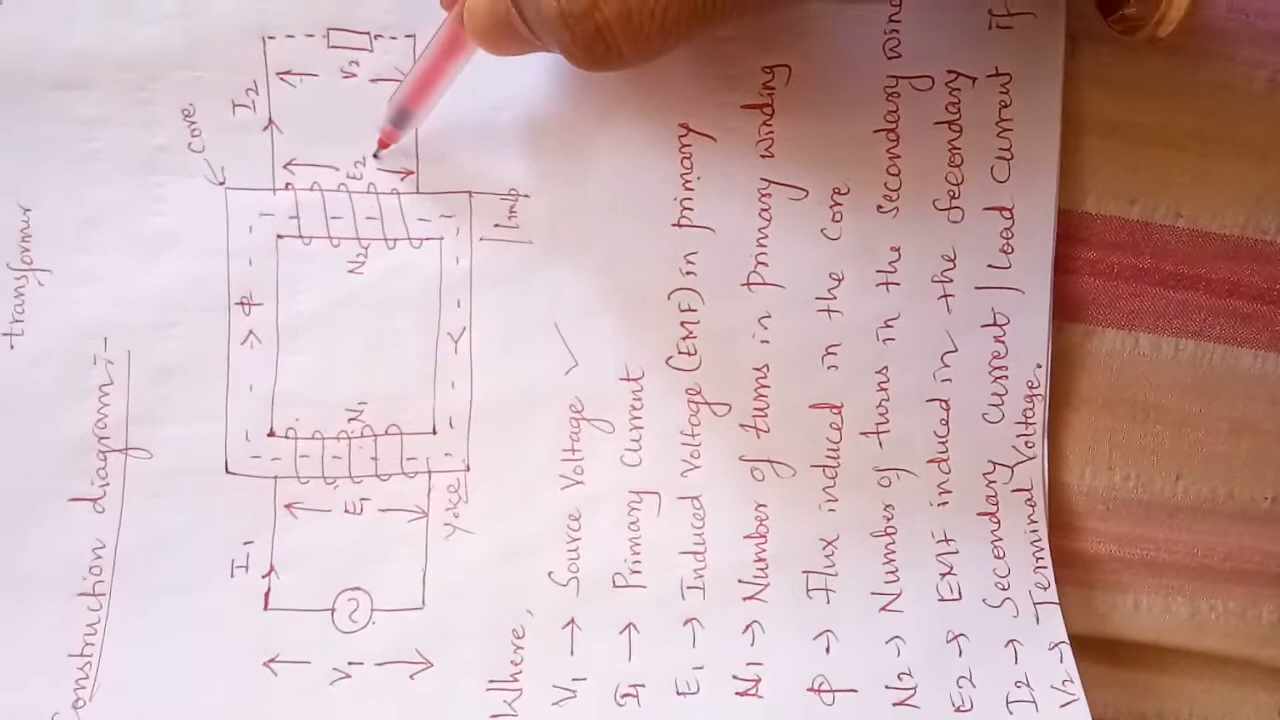 transformer
Construction diagram :-
Core
I1
I2
V1
E1
N1
ϕ
N2
E2
V2
Yoke
limb
Where,
V1 → Source Voltage ✓
I1 → Primary Current
E1 → Induced Voltage (EMF) in primary
N1 → Number of turns in primary winding
ϕ → Flux induced in the Core
N2 → Number of turns in the secondary wind
E2 → EMF induced in the secondary
I2 → Secondary Current / Load Current if
V2 → Terminal Voltage.